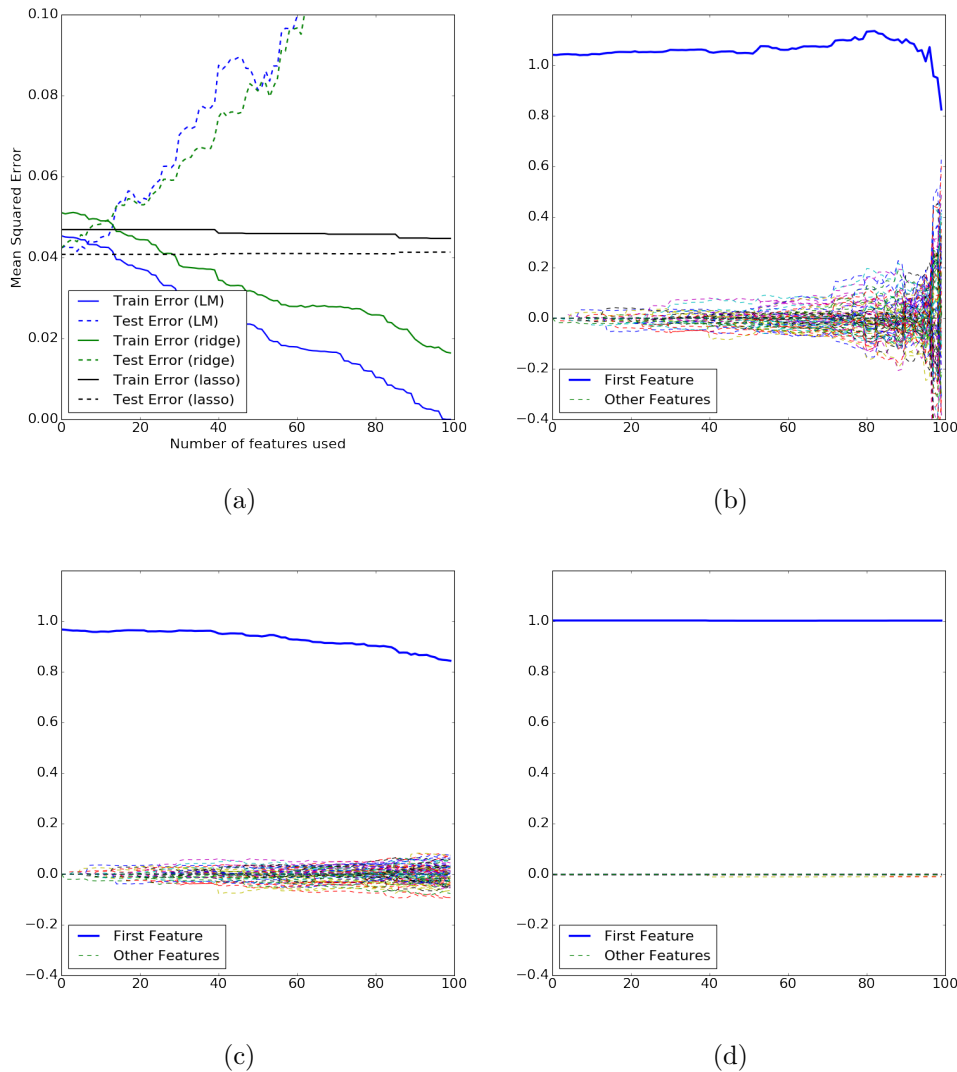 0.10
0.08
0.06
0.04
0.02
0.00
Mean Squared Error
Train Error (LM)
Test Error (LM)
Train Error (ridge)
Test Error (ridge)
Train Error (lasso)
Test Error (lasso)
0 20 40 60 80 100
Number of features used
(a)
1.0
0.8
0.6
0.4
0.2
0.0
−0.2
−0.4
First Feature
Other Features
0 20 40 60 80 100
(b)
1.0
0.8
0.6
0.4
0.2
0.0
−0.2
−0.4
First Feature
Other Features
0 20 40 60 80 100
(c)
1.0
0.8
0.6
0.4
0.2
0.0
−0.2
−0.4
First Feature
Other Features
0 20 40 60 80 100
(d)